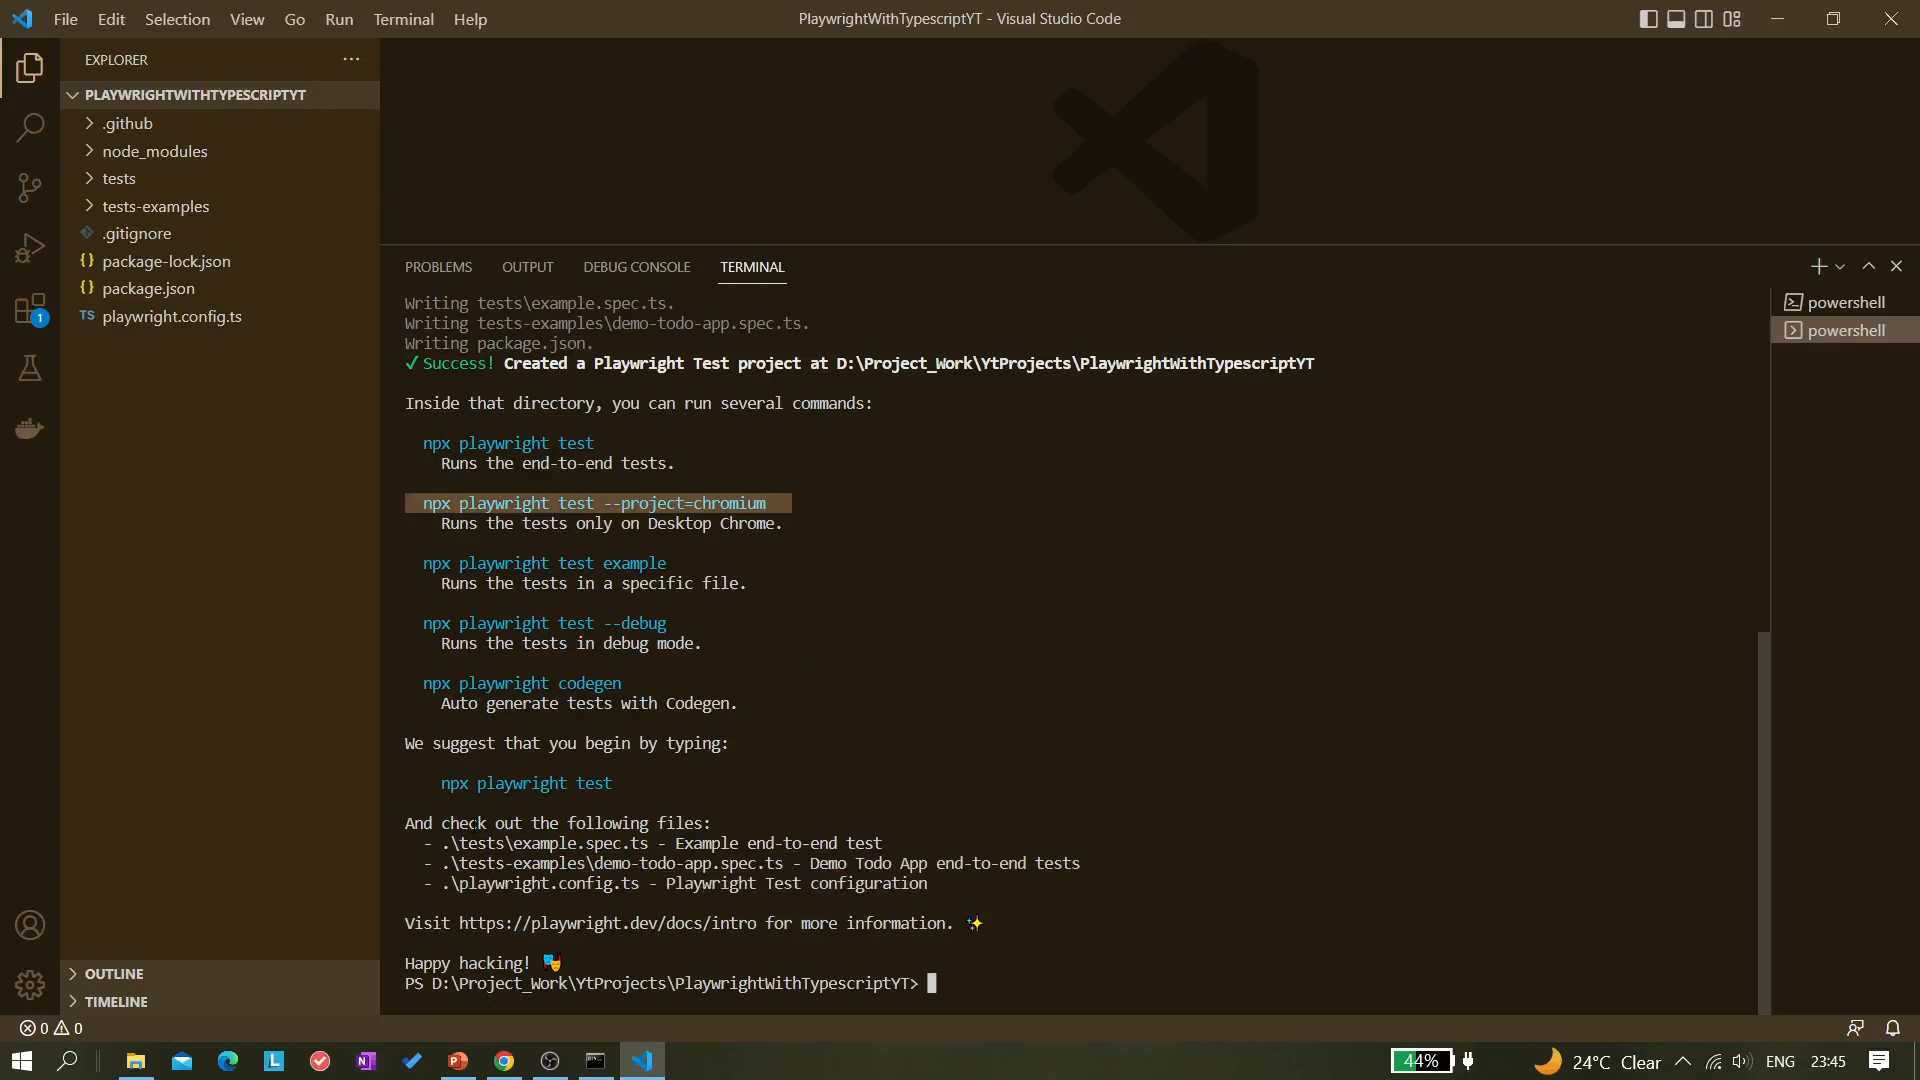 File Edit Selection View Go Run Terminal Help
PlaywrightWithTypescriptYT - Visual Studio Code
EXPLORER
PLAYWRIGHTWITHTYPESCRIPTYT
.github
node_modules
tests
tests-examples
.gitignore
{} package-lock.json
{} package.json
TS playwright.config.ts
1
OUTLINE
TIMELINE
PROBLEMS OUTPUT DEBUG CONSOLE TERMINAL
powershell
powershell
Writing tests\example.spec.ts.
Writing tests-examples\demo-todo-app.spec.ts.
Writing package.json.
✓ Success! Created a Playwright Test project at D:\Project_Work\YtProjects\PlaywrightWithTypescriptYT
Inside that directory, you can run several commands:
npx playwright test
Runs the end-to-end tests.
npx playwright test --project=chromium
Runs the tests only on Desktop Chrome.
npx playwright test example
Runs the tests in a specific file.
npx playwright test --debug
Runs the tests in debug mode.
npx playwright codegen
Auto generate tests with Codegen.
We suggest that you begin by typing:
npx playwright test
And check out the following files:
- .\tests\example.spec.ts - Example end-to-end test
- .\tests-examples\demo-todo-app.spec.ts - Demo Todo App end-to-end tests
- .\playwright.config.ts - Playwright Test configuration
Visit https://playwright.dev/docs/intro for more information. ✨
Happy hacking! 🎭
PS D:\Project_Work\YtProjects\PlaywrightWithTypescriptYT>
0 0
44% 24°C Clear ENG 23:45